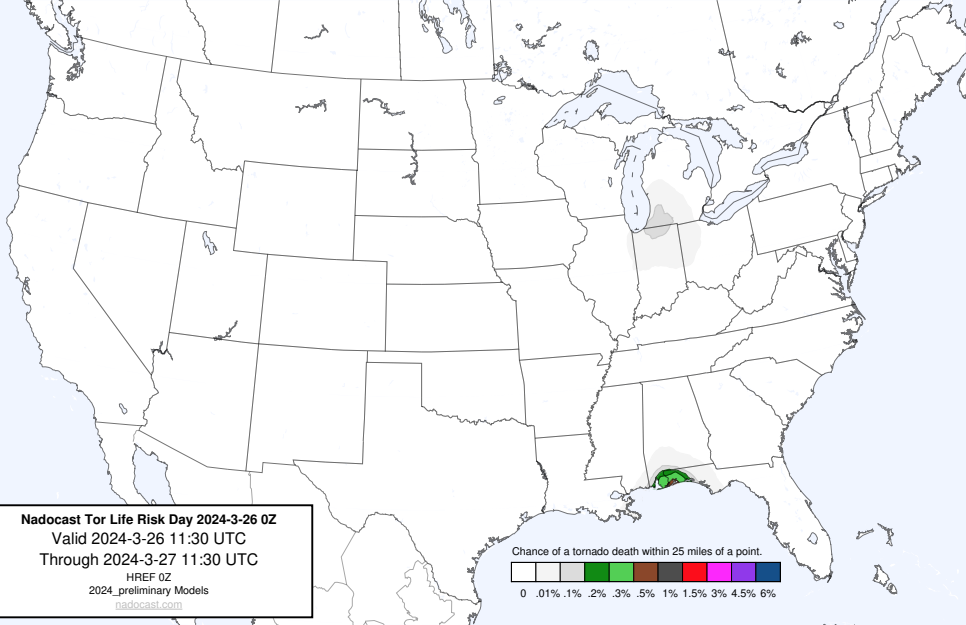 Nadocast Tor Life Risk Day 2024-3-26 0Z
Valid 2024-3-26 11:30 UTC
Through 2024-3-27 11:30 UTC
HREF 0Z
2024_preliminary Models
nadocast.com
Chance of a tornado death within 25 miles of a point.
0 .01% .1% .2% .3% .5% 1% 1.5% 3% 4.5% 6%